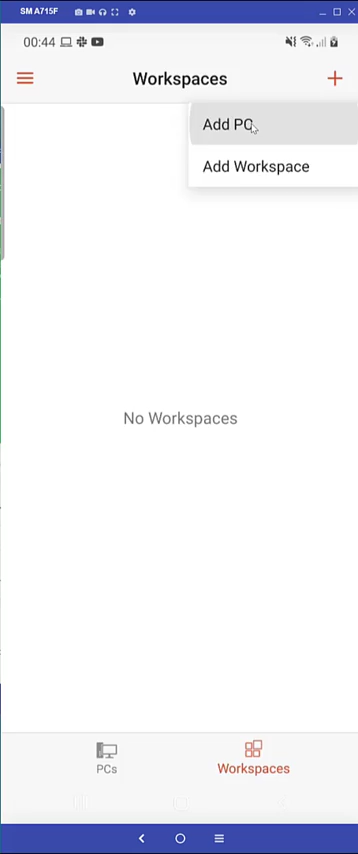 SM A715F
00:44
Workspaces
Add PC
Add Workspace
No Workspaces
PCs
Workspaces